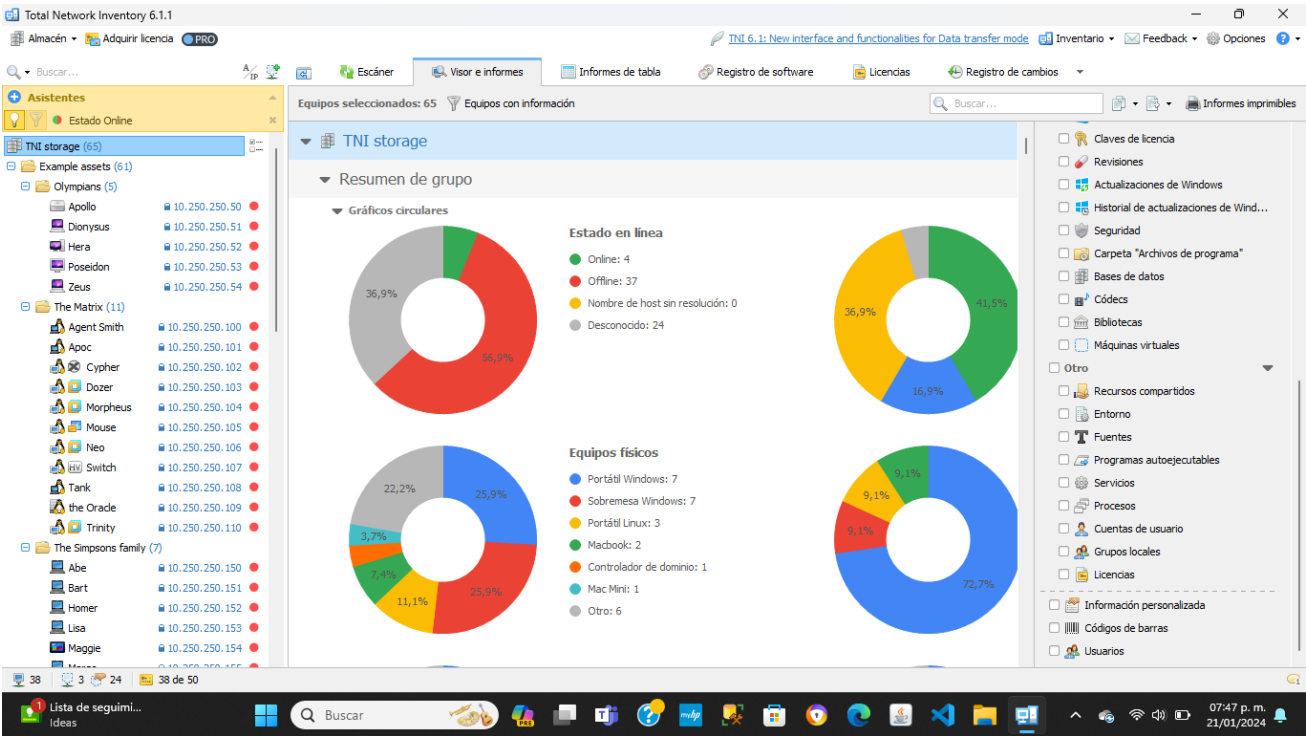 Total Network Inventory 6.1.1
Almacén Adquirir licencia PRO
TNI 6.1: New interface and functionalities for Data transfer mode Inventario Feedback Opciones
Buscar...
A/IP
Escáner Visor e informes Informes de tabla Registro de software Licencias Registro de cambios
Asistentes
Estado Online
Equipos seleccionados: 65 Equipos con información Buscar... Informes imprimibles
TNI storage (65)
Example assets (61)
Olympians (5)
Apollo 10.250.250.50
Dionysus 10.250.250.51
Hera 10.250.250.52
Poseidon 10.250.250.53
Zeus 10.250.250.54
The Matrix (11)
Agent Smith 10.250.250.100
Apoc 10.250.250.101
Cypher 10.250.250.102
Dozer 10.250.250.103
Morpheus 10.250.250.104
Mouse 10.250.250.105
Neo 10.250.250.106
HV Switch 10.250.250.107
Tank 10.250.250.108
the Oracle 10.250.250.109
Trinity 10.250.250.110
The Simpsons family (7)
Abe 10.250.250.150
Bart 10.250.250.151
Homer 10.250.250.152
Lisa 10.250.250.153
Maggie 10.250.250.154
TNI storage
Resumen de grupo
Gráficos circulares
36,9%
56,9%
Estado en línea
Online: 4
Offline: 37
Nombre de host sin resolución: 0
Desconocido: 24
36,9%
41,5%
16,9%
22,2%
25,9%
3,7%
7,4%
11,1%
25,9%
Equipos físicos
Portátil Windows: 7
Sobremesa Windows: 7
Portátil Linux: 3
Macbook: 2
Controlador de dominio: 1
Mac Mini: 1
Otro: 6
9,1%
9,1%
9,1%
72,7%
Claves de licencia
Revisiones
Actualizaciones de Windows
Historial de actualizaciones de Wind...
Seguridad
Carpeta "Archivos de programa"
Bases de datos
Códecs
Bibliotecas
Máquinas virtuales
Otro
Recursos compartidos
Entorno
Fuentes
Programas autoejecutables
Servicios
Procesos
Cuentas de usuario
Grupos locales
Licencias
Información personalizada
Códigos de barras
Usuarios
38 3 24 38 de 50
1
Lista de seguimi...
Ideas
Buscar
PRE
myhp
07:47 p. m.
21/01/2024